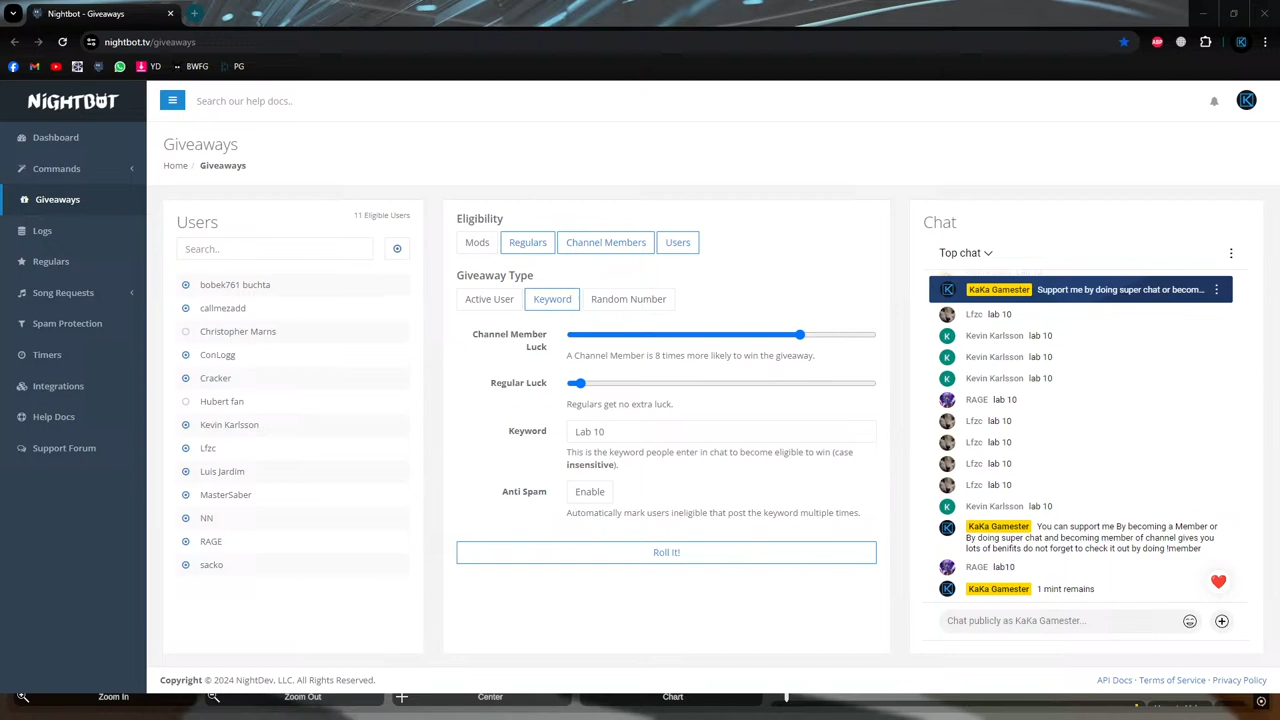 Nightbot - Giveaways
nightbot.tv/giveaways
YD
BWFG
PG
NiGHTBOT
Search our help docs..
Dashboard
Commands
Giveaways
Logs
Regulars
Song Requests
Spam Protection
Timers
Integrations
Help Docs
Support Forum
Giveaways
Home / Giveaways
Users
11 Eligible Users
Search..
bobek761 buchta
callmezadd
Christopher Marns
ConLogg
Cracker
Hubert fan
Kevin Karlsson
Lfzc
Luis Jardim
MasterSaber
NN
RAGE
sacko
Eligibility
Mods
Regulars
Channel Members
Users
Giveaway Type
Active User
Keyword
Random Number
Channel Member
Luck
A Channel Member is 8 times more likely to win the giveaway.
Regular Luck
Regulars get no extra luck.
Keyword
Lab 10
This is the keyword people enter in chat to become eligible to win (case
insensitive).
Anti Spam
Enable
Automatically mark users ineligible that post the keyword multiple times.
Roll It!
Chat
Top chat
KaKa Gamester Support me by doing super chat or becom...
Lfzc lab 10
Kevin Karlsson lab 10
Kevin Karlsson lab 10
Kevin Karlsson lab 10
RAGE lab 10
Lfzc lab 10
Lfzc lab 10
Lfzc lab 10
Lfzc lab 10
Kevin Karlsson lab 10
KaKa Gamester You can support me By becoming a Member or
By doing super chat and becoming member of channel gives you
lots of benifits do not forget to check it out by doing !member
RAGE lab10
KaKa Gamester 1 mint remains
Chat publicly as KaKa Gamester...
Copyright © 2024 NightDev, LLC. All Rights Reserved.
API Docs · Terms of Service · Privacy Policy
Zoom In
Zoom Out
Center
Chart